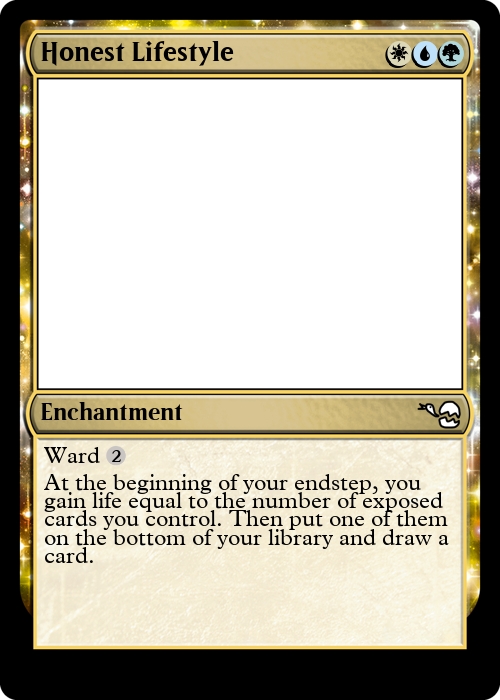 Honest Lifestyle
Enchantment
Ward 2
At the beginning of your endstep, you
gain life equal to the number of exposed
cards you control. Then put one of them
on the bottom of your library and draw a
card.